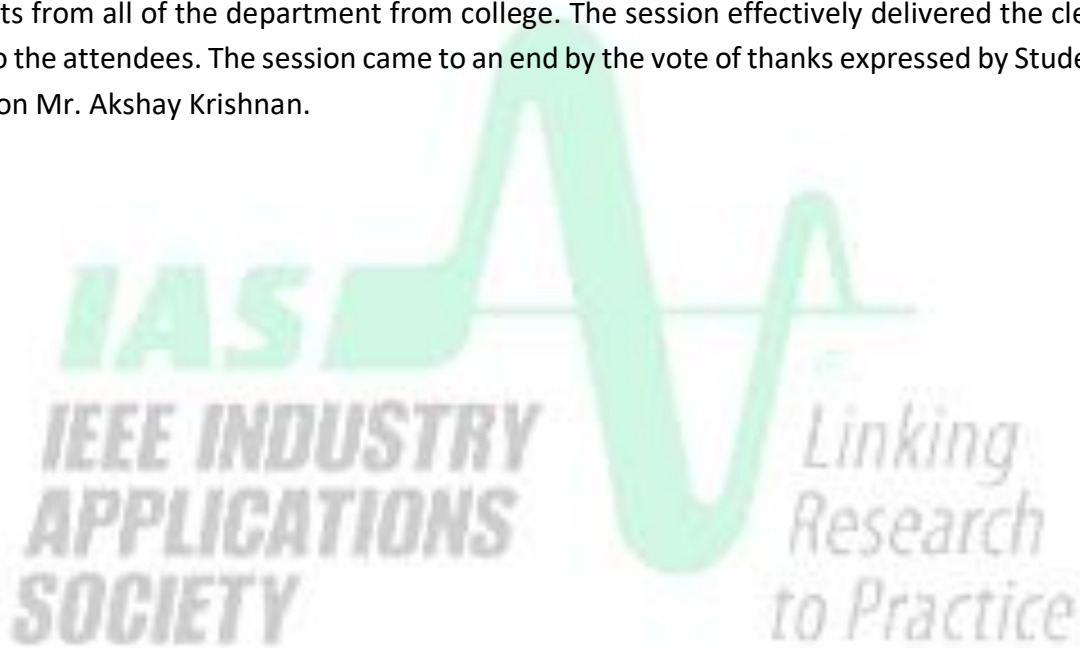 ts from all of the department from college. The session effectively delivered the cle
o the attendees. The session came to an end by the vote of thanks expressed by Stude
on Mr. Akshay Krishnan.
IAS
IEEE INDUSTRY
APPLICATIONS
SOCIETY
Linking
Research
to Practice